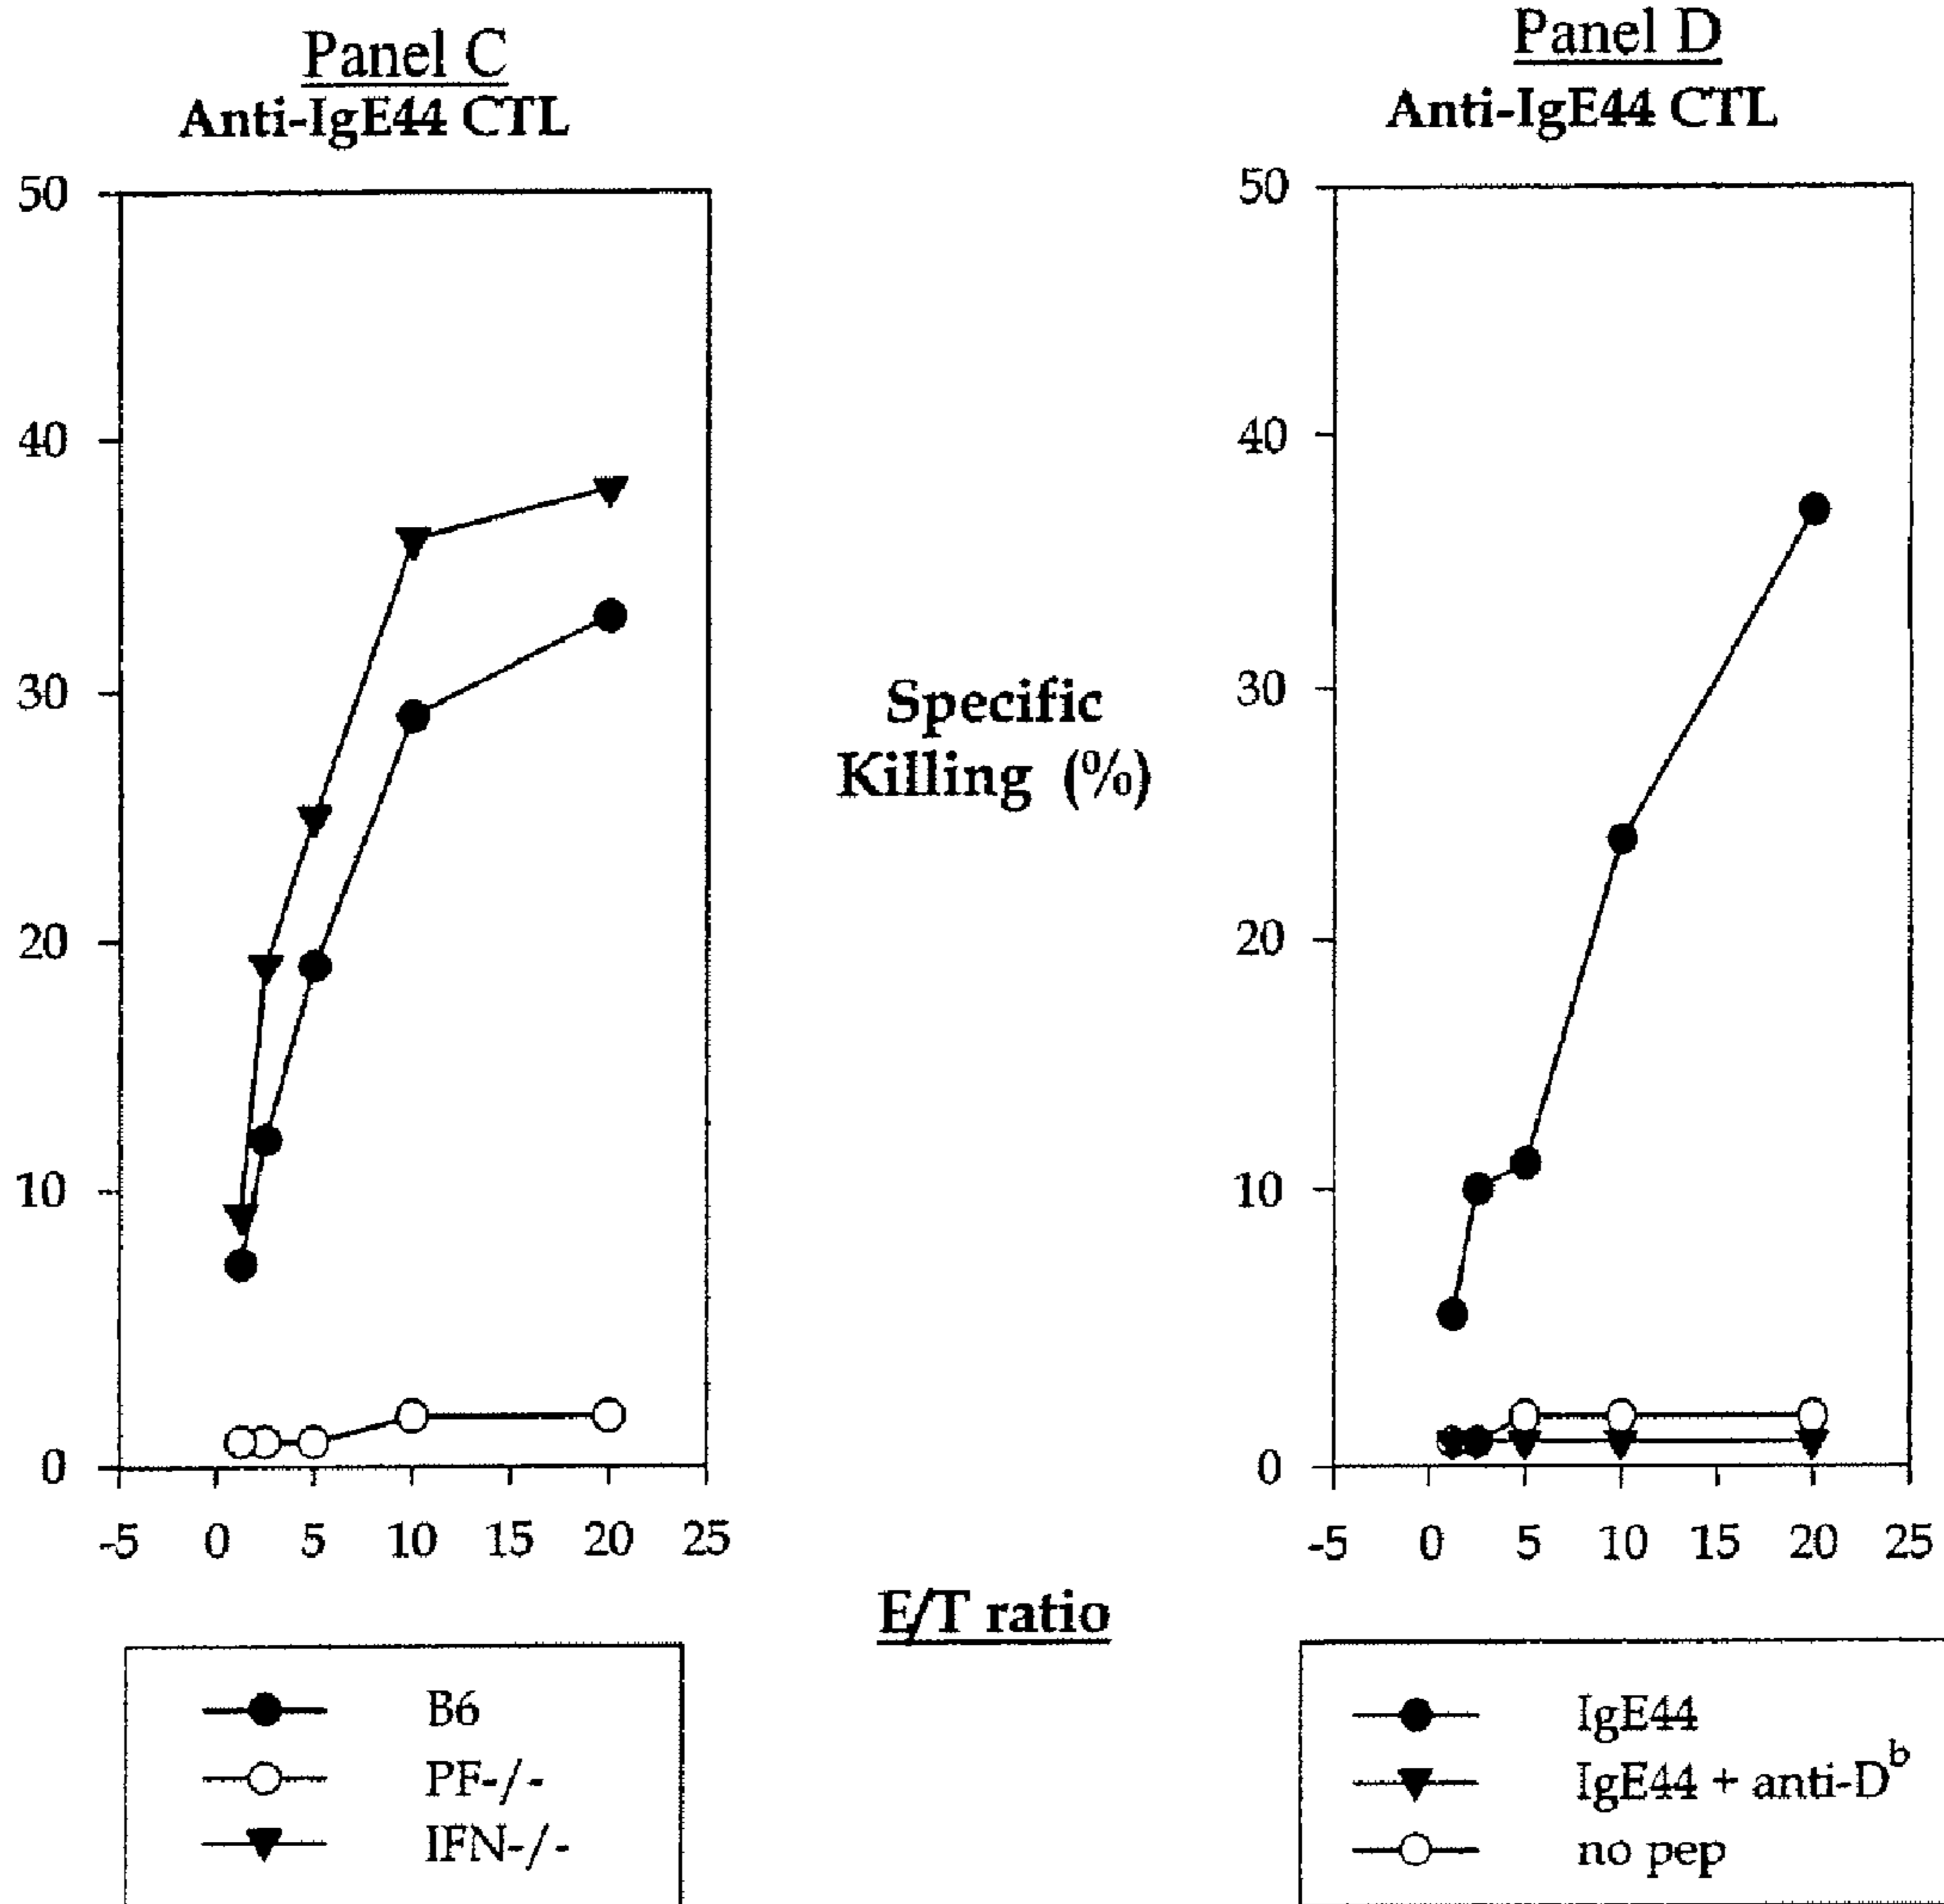 Panel C
Anti-IgE44 CTL
50
40
30
20
10
0
-5 0 5 10 15 20 25
B6
PF-/-
IFN-/-
Specific
Killing (%)
E/T ratio
Panel D
Anti-IgE44 CTL
50
40
30
20
10
0
-5 0 5 10 15 20 25
IgE44
IgE44 + anti-D^b
no pep